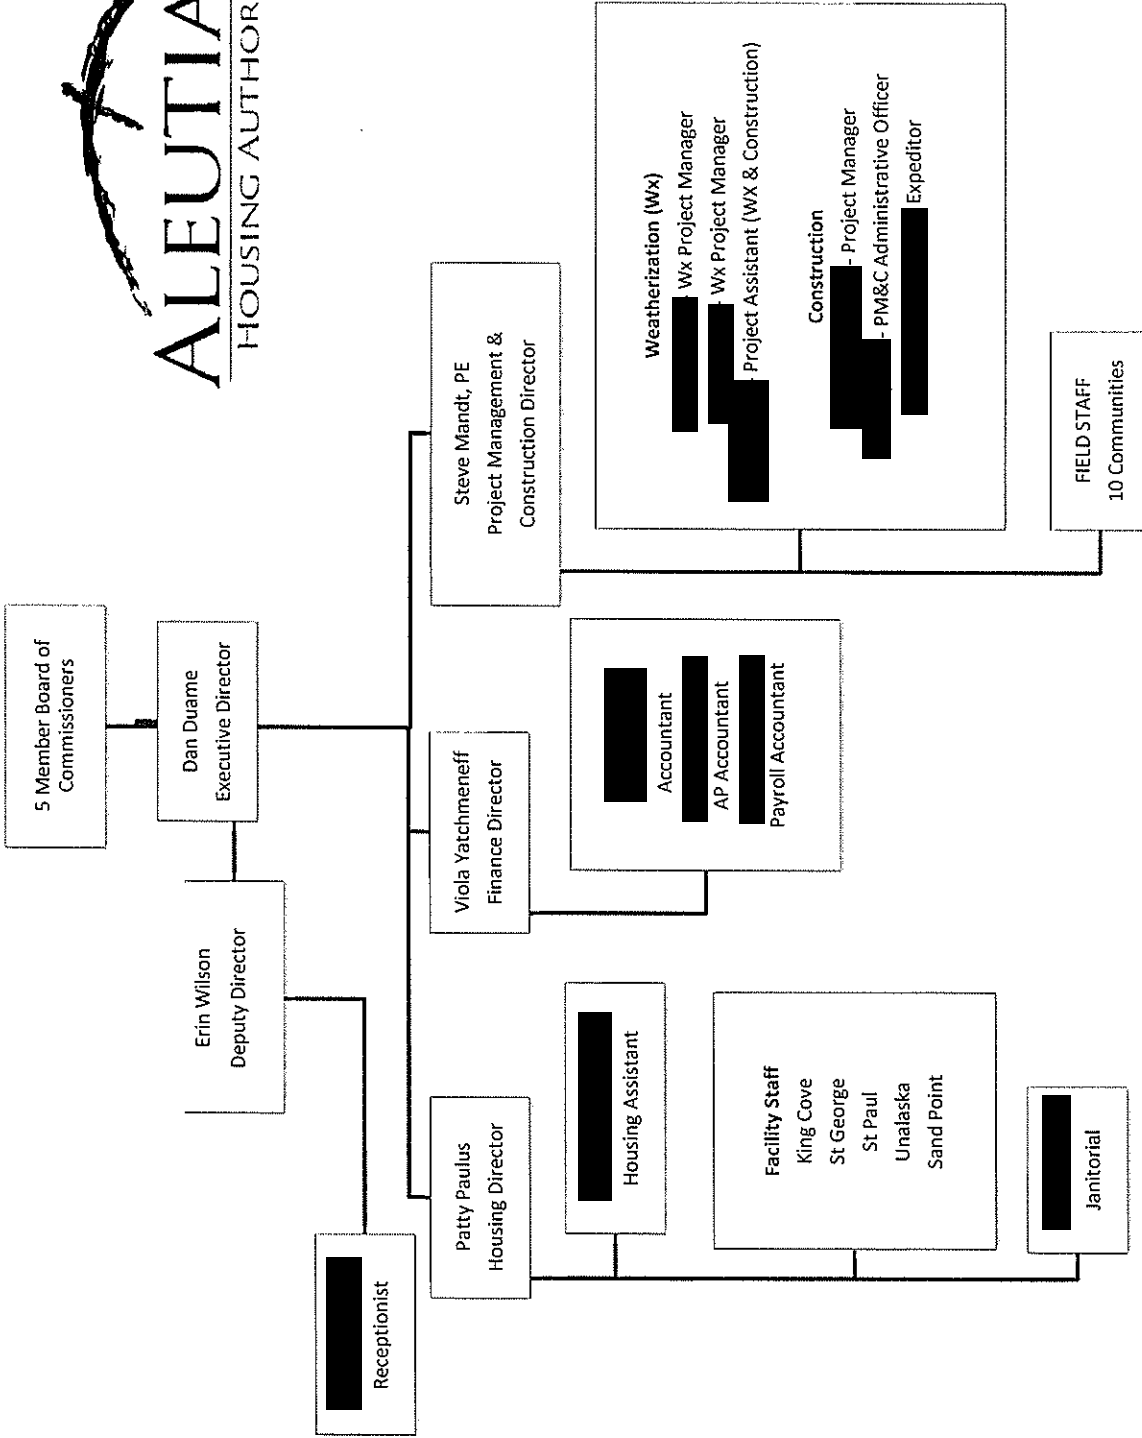 ALEUTIA
HOUSING AUTHOR
5 Member Board of
Commissioners
Dan Duame
Executive Director
Erin Wilson
Deputy Director
Receptionist
Patty Paulus
Housing Director
Viola Yatchmeneff
Finance Director
Steve Mandt, PE
Project Management &
Construction Director
Housing Assistant
Facility Staff
King Cove
St George
St Paul
Unalaska
Sand Point
Janitorial
Accountant
AP Accountant
Payroll Accountant
Weatherization (Wx)
- Wx Project Manager
- Wx Project Manager
- Project Assistant (WX & Construction)
Construction
- Project Manager
- PM&C Administrative Officer
Expeditor
FIELD STAFF
10 Communities